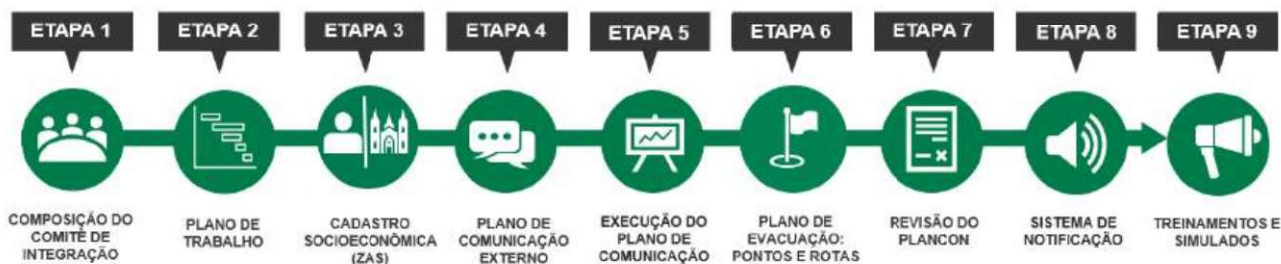 ETAPA 1
ETAPA 2
ETAPA 3
ETAPA 4
ETAPA 5
ETAPA 6
ETAPA 7
ETAPA 8
ETAPA 9
COMPOSIÇÃO DO
COMITÊ DE
INTEGRAÇÃO
PLANO DE
TRABALHO
CADASTRO
SOCIOECONÔMICA
(ZAS)
PLANO DE
COMUNICAÇÃO
EXTERNO
EXECUÇÃO DO
PLANO DE
COMUNICAÇÃO
PLANO DE
EVACUAÇÃO:
PONTOS E ROTAS
REVISÃO DO
PLANCON
SISTEMA DE
NOTIFICAÇÃO
TREINAMENTOS E
SIMULADOS